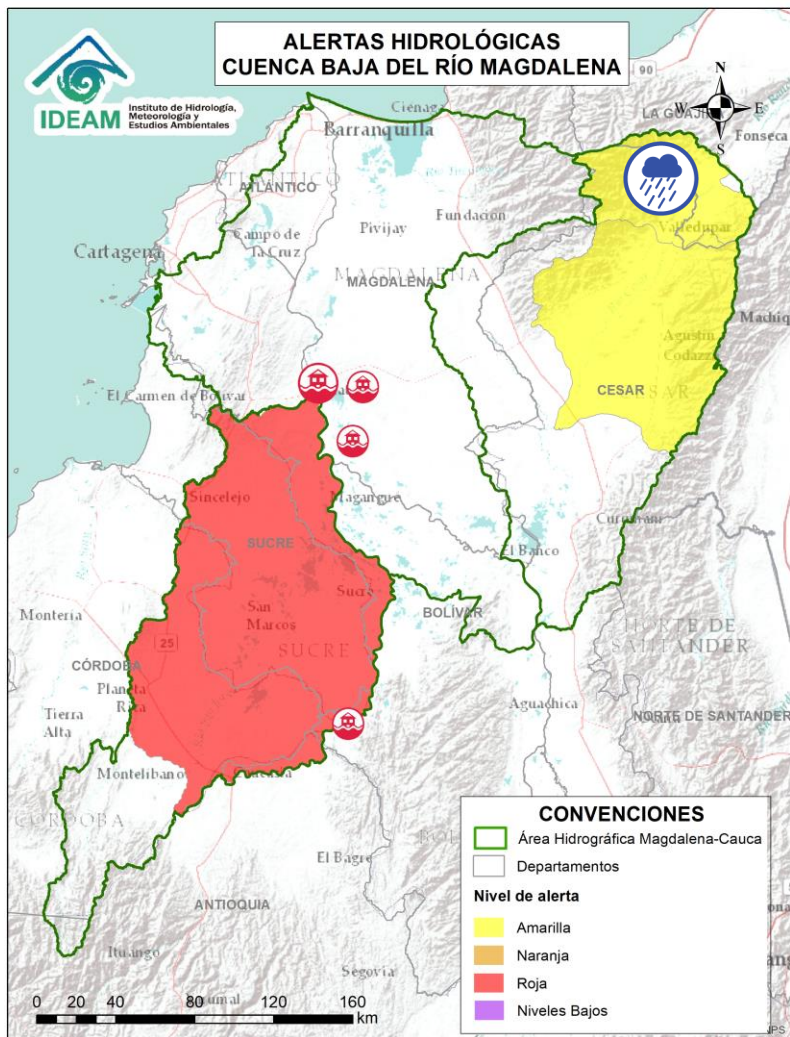 ALERTAS HIDROLÓGICAS
CUENCA BAJA DEL RÍO MAGDALENA
IDEAM
Instituto de Hidrología,
Meteorología y
Estudios Ambientales
N
W
E
S
90
Ciénaga
Barranquilla
LA GUAJIRA
Fonseca
ATLÁNTICO
Pivijay
Fundación
Valledupar
Campo de
la Cruz
Cartagena
MAGDALENA
MAGDALENA
Agustín
Codazzi
CESAR
El Carmen de Bolívar
Sincelejo
Magangué
SUCRE
Curumaní
El Banco
Sucre
BOLÍVAR
San
Marcos
Montería
SUCRE
NORTE DE
SANTANDER
25
CÓRDOBA
Planeta
Rica
Aguachica
NORTE DE SANTANDER
Tierra
Alta
Montelíbano
CÓRDOBA
El Bagre
ANTIOQUIA
Ituango
Segovia
0 20 40 80 120 160
km
CONVENCIONES
Área Hidrográfica Magdalena-Cauca
Departamentos
Nivel de alerta
Amarilla
Naranja
Roja
Niveles Bajos